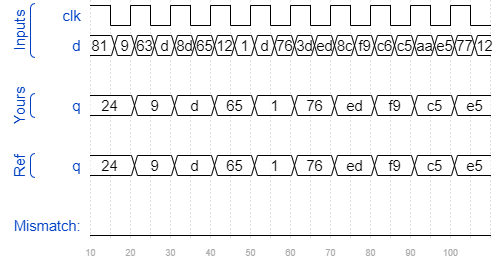 Inputs
clk
d 81 9 63 d 8d 65 12 1 d 76 3d ed 8c f9 c6 c5 aa e5 77 12
Yours
q 24 9 d 65 1 76 ed f9 c5 e5
Ref
q 24 9 d 65 1 76 ed f9 c5 e5
Mismatch:
10 20 30 40 50 60 70 80 90 100